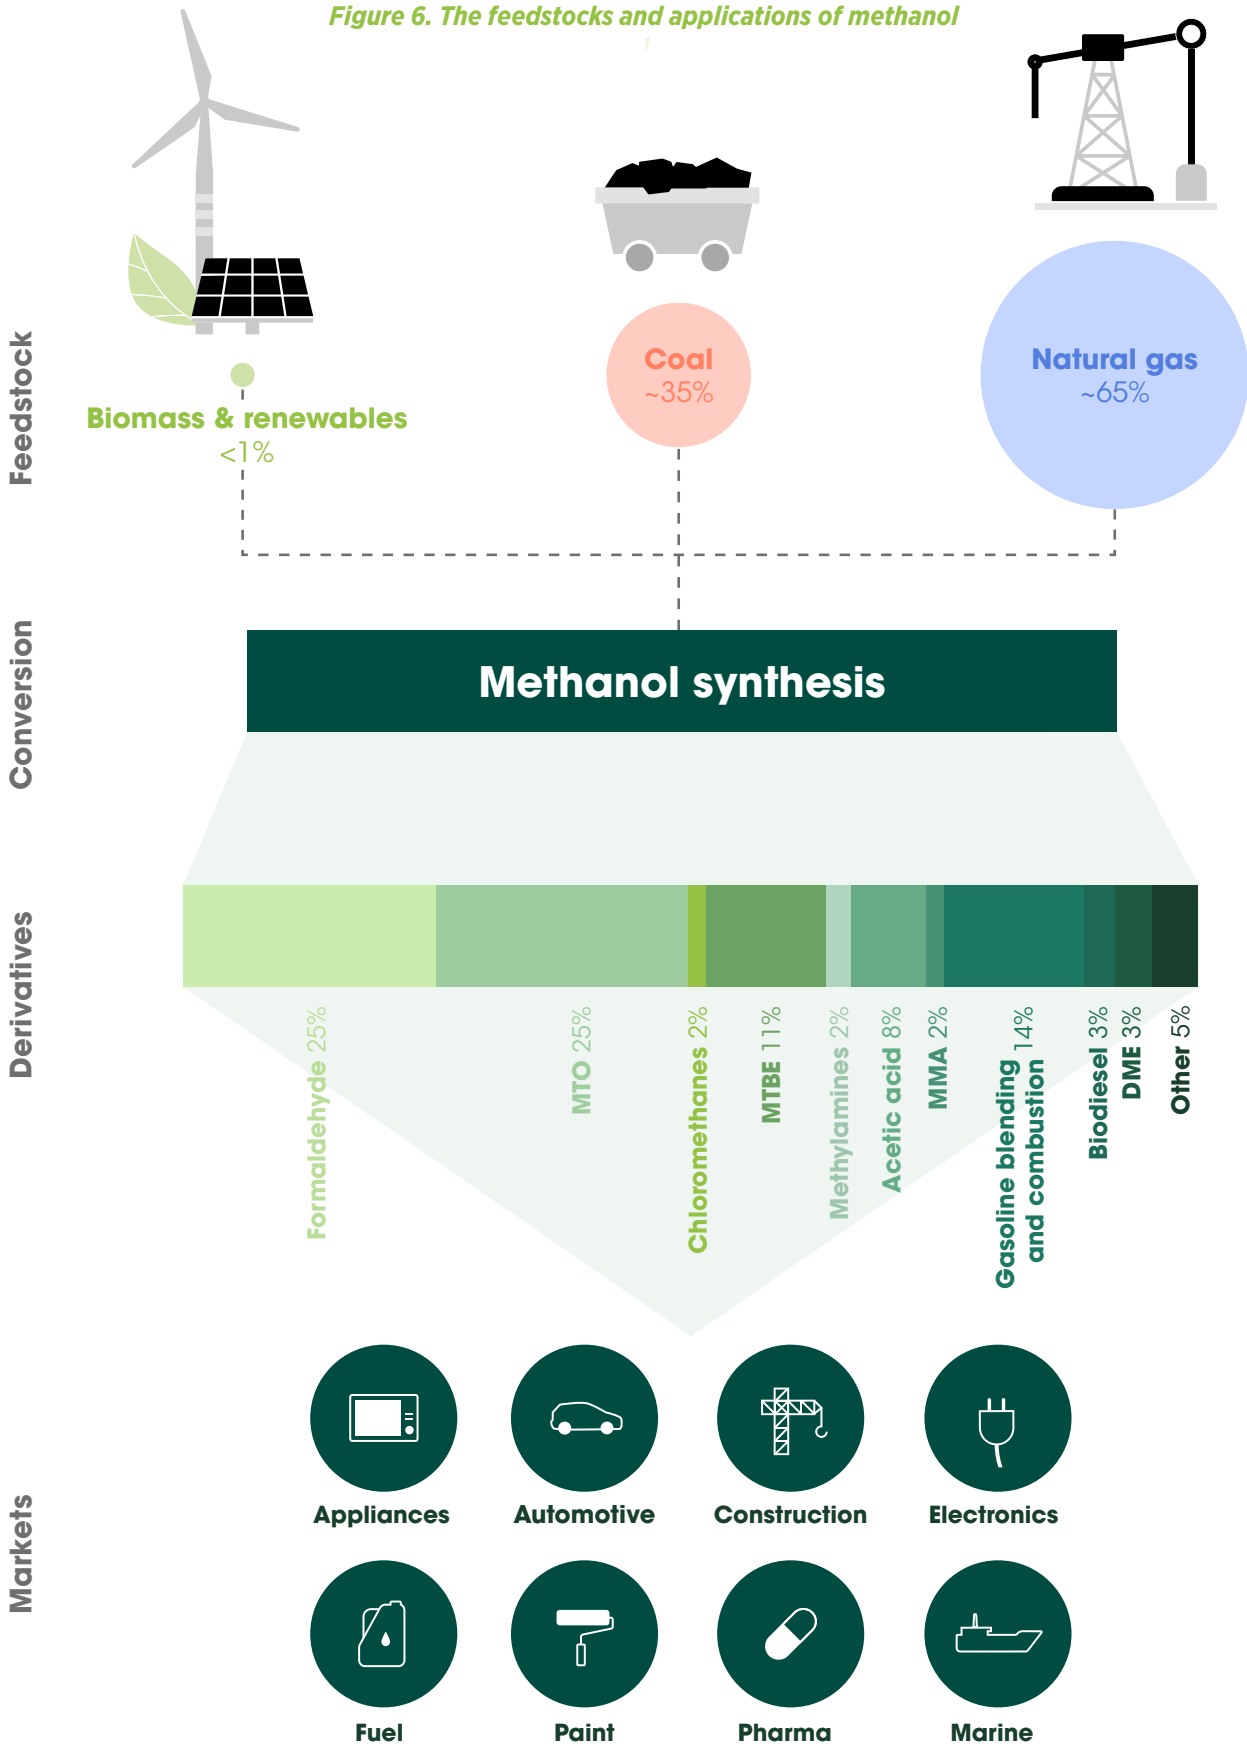 Figure 6. The feedstocks and applications of methanol
1
Feedstock
Biomass & renewables
<1%
Coal
~35%
Natural gas
~65%
Conversion
Methanol synthesis
Derivatives
Formaldehyde 25%
MTO 25%
Chloromethanes 2%
MTBE 11%
Methylamines 2%
Acetic acid 8%
MMA 2%
Gasoline blending
and combustion
14%
Biodiesel 3%
DME 3%
Other 5%
Markets
Appliances
Automotive
Construction
Electronics
Fuel
Paint
Pharma
Marine